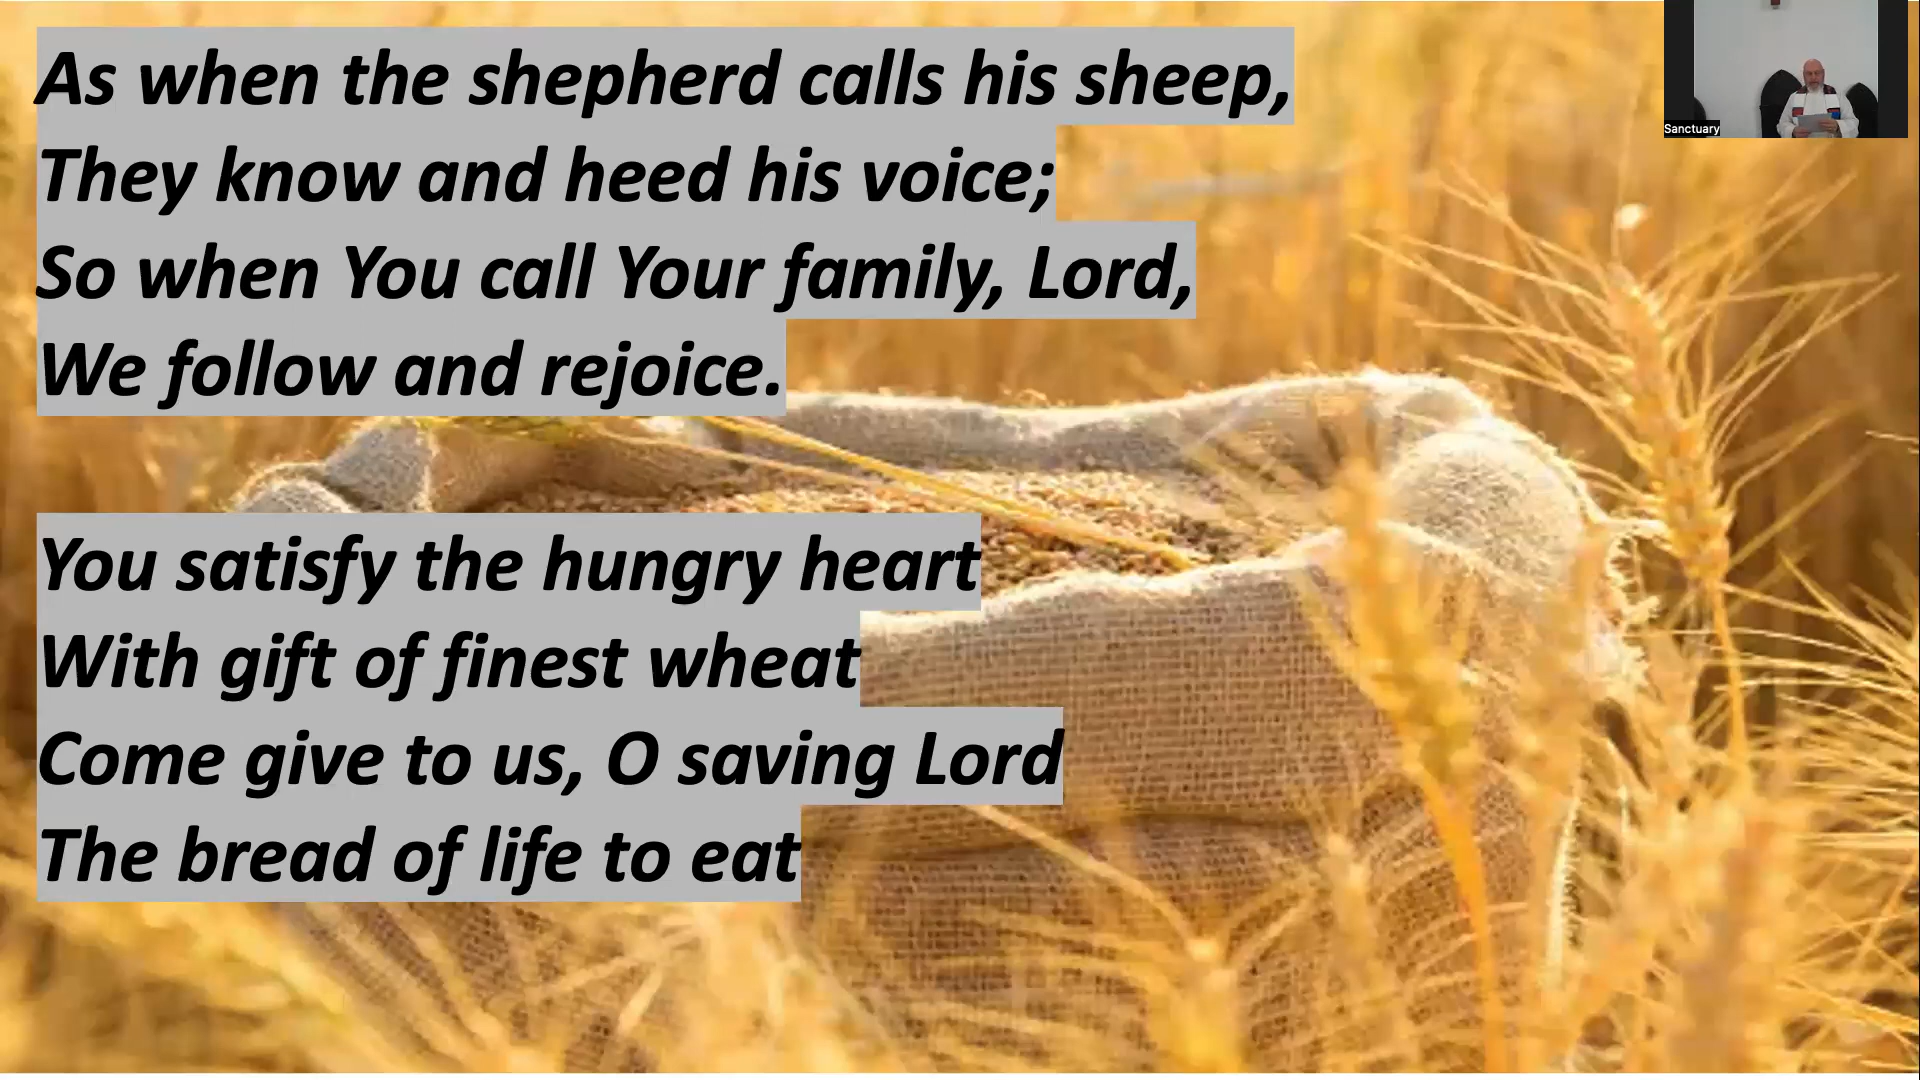 As when the shepherd calls his sheep,
They know and heed his voice;
So when You call Your family, Lord,
We follow and rejoice.
You satisfy the hungry heart
With gift of finest wheat
Come give to us, O saving Lord
The bread of life to eat
Sanctuary